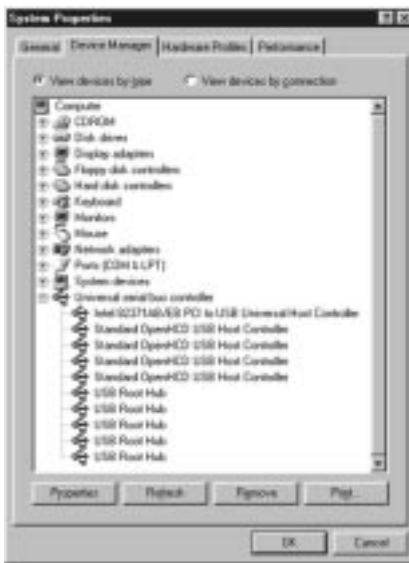 System Properties
General Device Manager Hardware Profiles Performance
View devices by type View devices by connection
Computer
CDROM
Disk drives
Display adapters
Floppy disk controllers
Hard disk controllers
Keyboard
Monitors
Mouse
Network adapters
Ports (COM & LPT)
System devices
Universal serial bus controller
Intel 82371AB/EB PCI to USB Universal Host Controller
Standard OpenHCD USB Host Controller
Standard OpenHCD USB Host Controller
Standard OpenHCD USB Host Controller
Standard OpenHCD USB Host Controller
USB Root Hub
USB Root Hub
USB Root Hub
USB Root Hub
USB Root Hub
Properties Refresh Remove Print...
OK Cancel